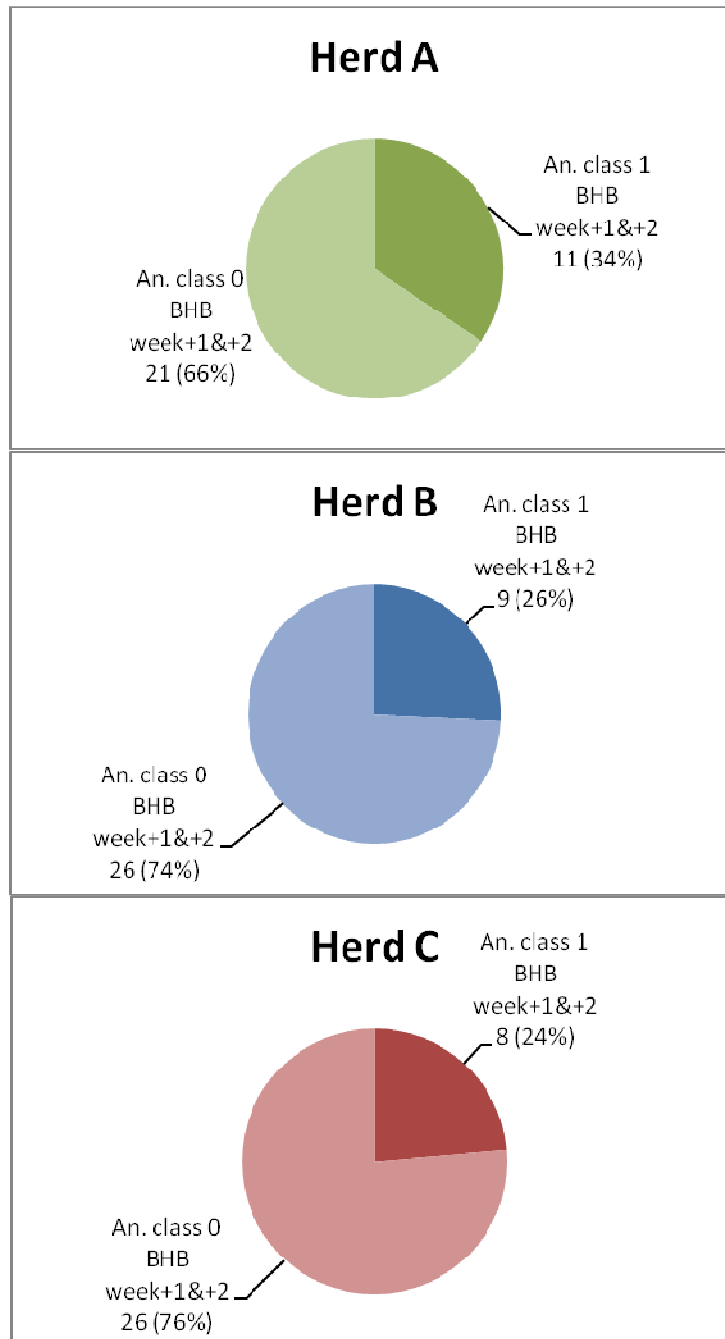 Herd A
An. class 1
BHB
week+1&+2
11 (34%)
An. class 0
BHB
week+1&+2
21 (66%)
Herd B
An. class 1
BHB
week+1&+2
9 (26%)
An. class 0
BHB
week+1&+2
26 (74%)
Herd C
An. class 1
BHB
week+1&+2
8 (24%)
An. class 0
BHB
week+1&+2
26 (76%)